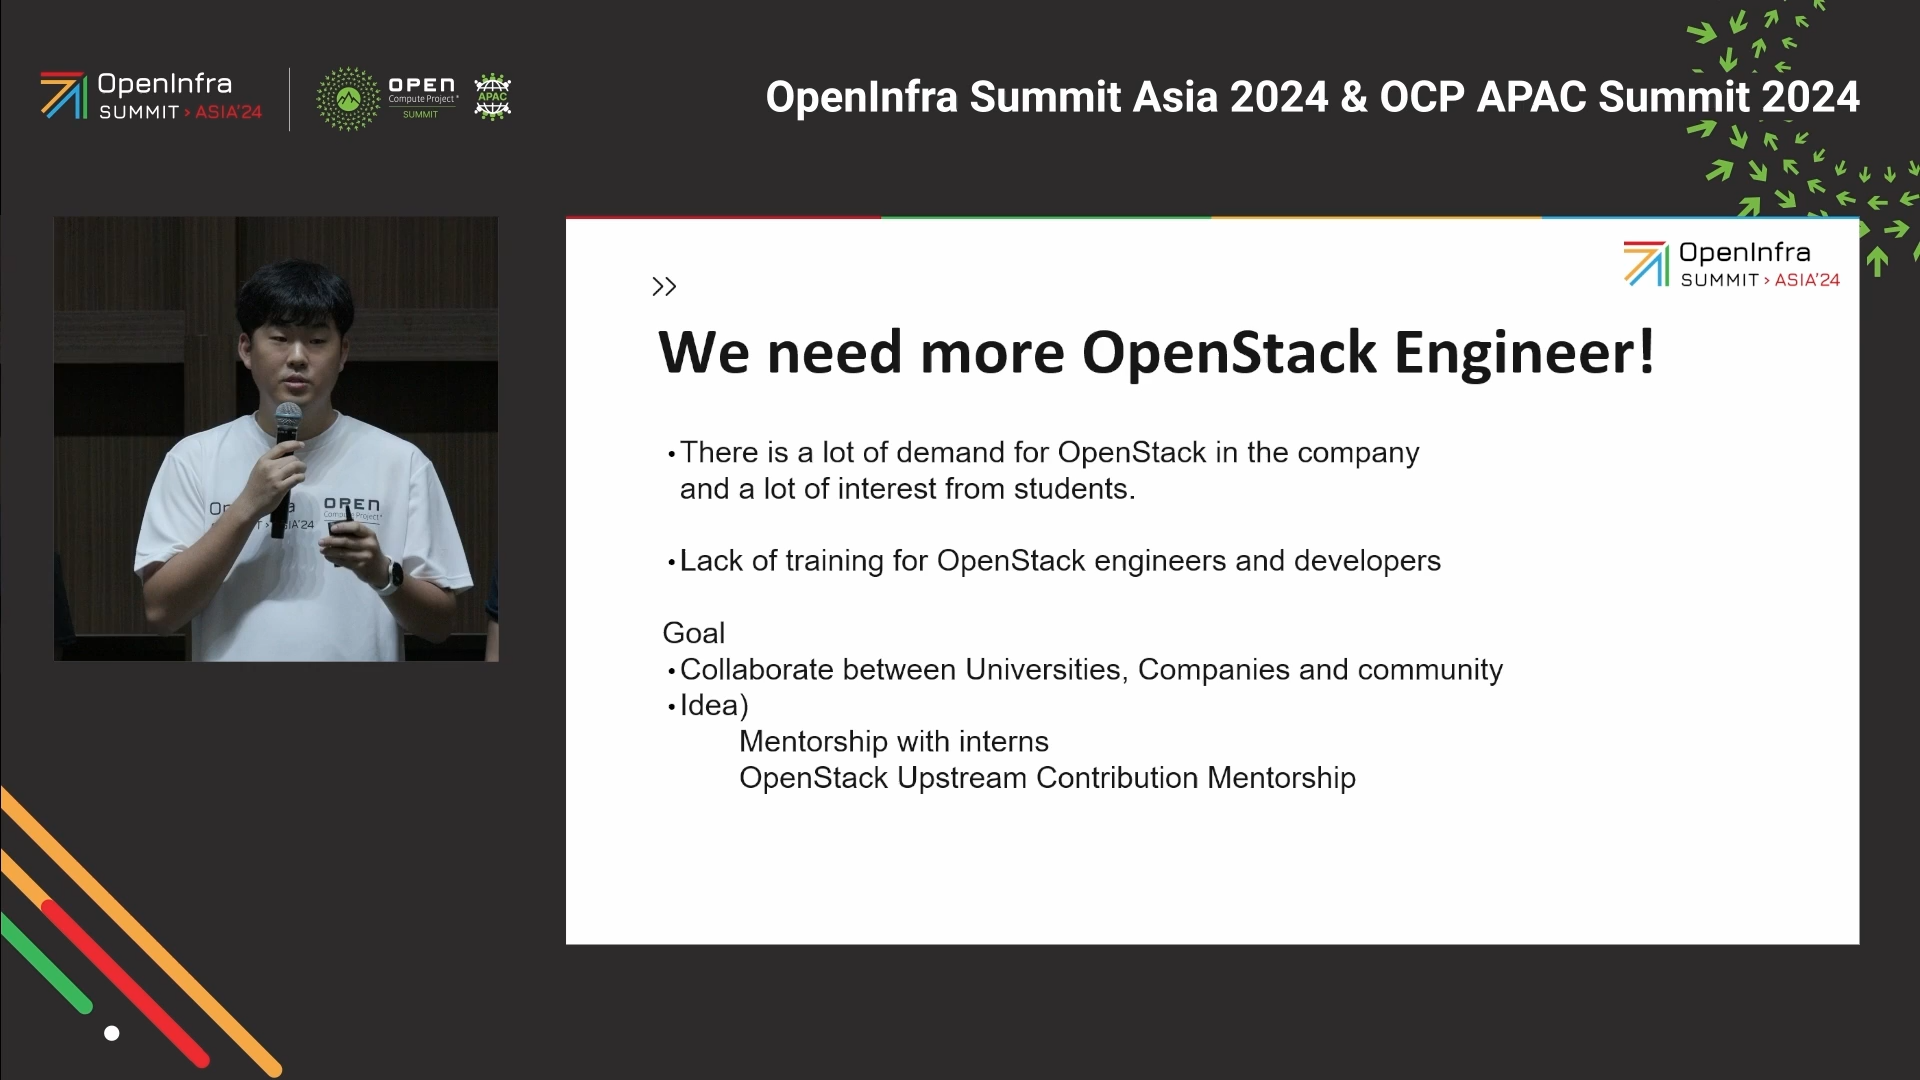 OpenInfra
SUMMIT > ASIA'24
OPEN
Compute Project®
SUMMIT
APAC
OpenInfra Summit Asia 2024 & OCP APAC Summit 2024
OpenInfra
SUMMIT > ASIA'24
>>
We need more OpenStack Engineer!
• There is a lot of demand for OpenStack in the company
and a lot of interest from students.
• Lack of training for OpenStack engineers and developers
Goal
• Collaborate between Universities, Companies and community
• Idea)
Mentorship with interns
OpenStack Upstream Contribution Mentorship
OPEN
Compute Project®